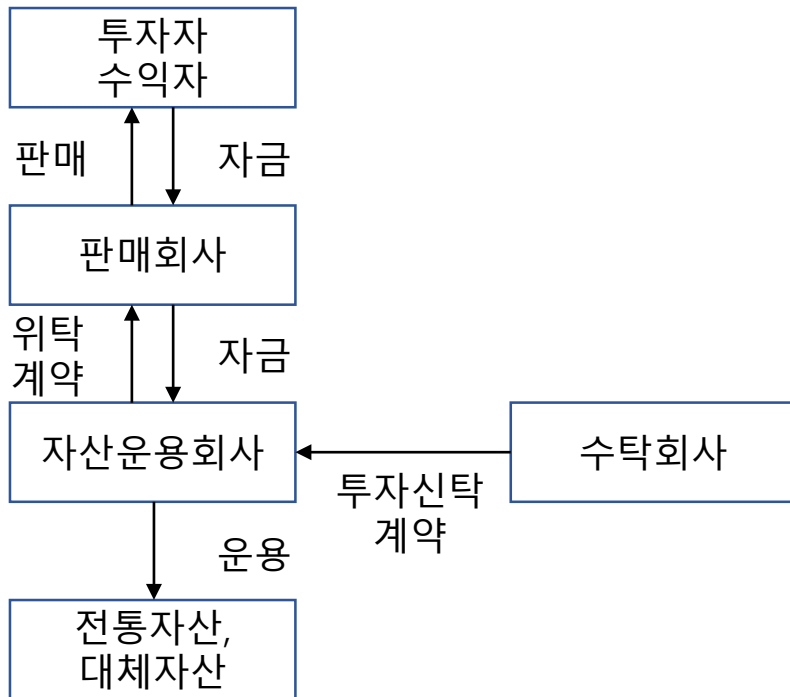 투자자
수익자
판매
자금
판매회사
위탁
계약
자금
자산운용회사
수탁회사
투자신탁
계약
운용
전통자산,
대체자산